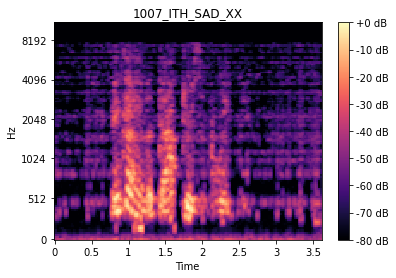 1007_ITH_SAD_XX
+0 dB
8192
-10 dB
4096
-20 dB
-30 dB
2048
Hz
-40 dB
1024
-50 dB
512
-60 dB
-70 dB
0
-80 dB
0 0.5 1 1.5 2 2.5 3 3.5
Time